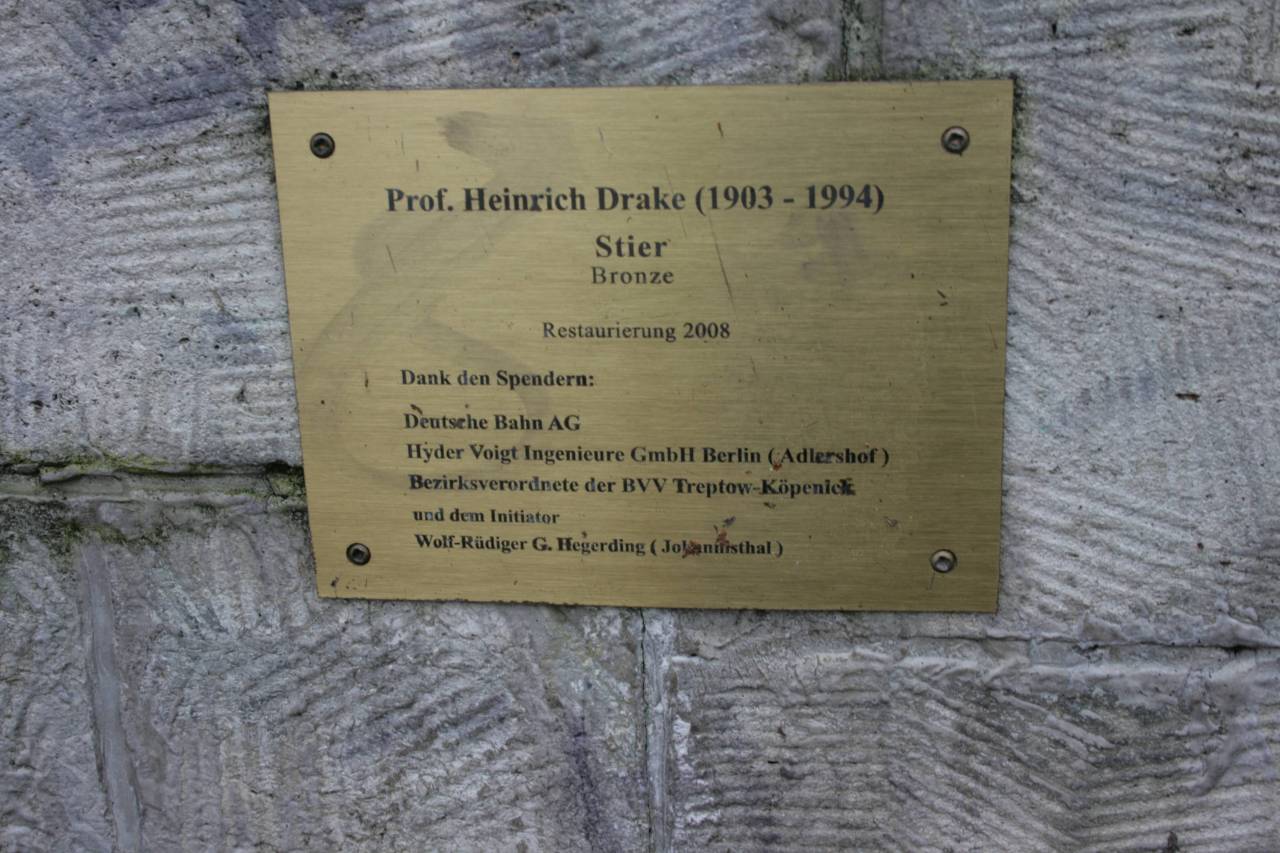 Prof. Heinrich Drake (1903 - 1994)
Stier
Bronze
Restaurierung 2008
Dank den Spendern:
Deutsche Bahn AG
Hyder Voigt Ingenieure GmbH Berlin ( Adlershof )
Bezirksverordnete der BVV Treptow-Köpenick
und dem Initiator
Wolf-Rüdiger G. Hegerding ( Johannisthal )